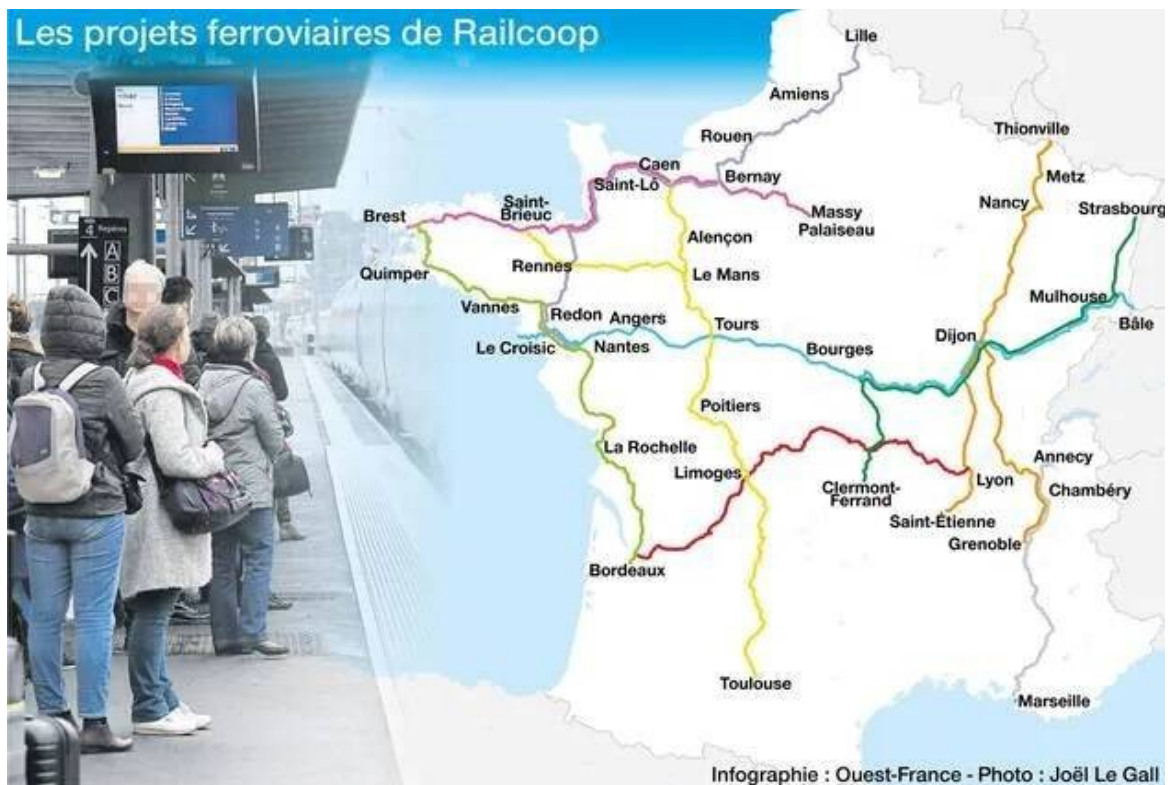 Les projets ferroviaires de Railcoop
Lille
Amiens
Rouen
Thionville
Caen
Saint-Lô
Bernay
Metz
Saint-
Brieuc
Nancy
Strasbourg
Brest
Massy
Palaiseau
Alençon
Quimper
Rennes
Le Mans
Vannes
Redon
Angers
Tours
Mulhouse
Dijon
Bâle
Le Croisic
Nantes
Bourges
Poitiers
La Rochelle
Limoges
Annecy
Clermont-
Ferrand
Lyon
Chambéry
Saint-Étienne
Grenoble
Bordeaux
Toulouse
Marseille
4 Repères
A
B
C
Infographie : Ouest-France - Photo : Joël Le Gall